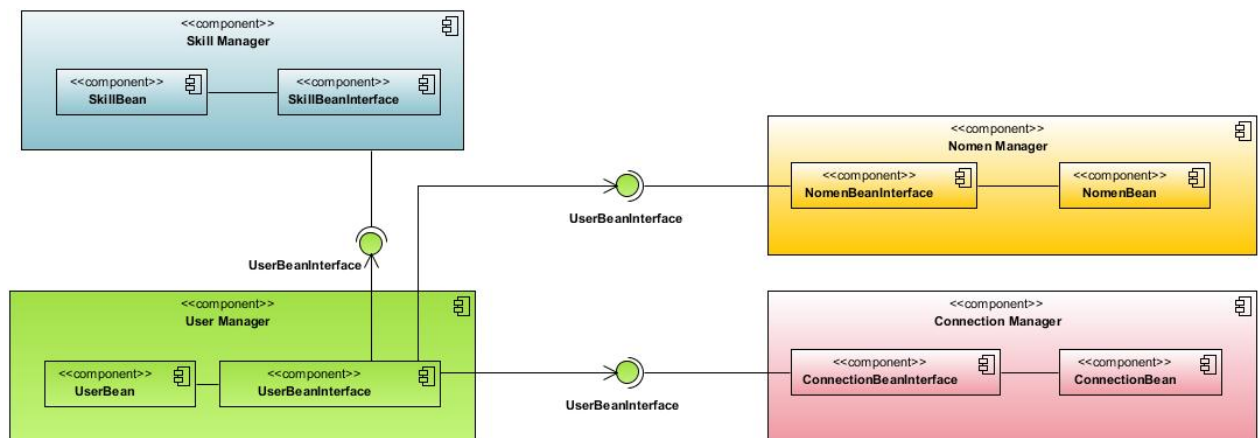 <<component>>
Skill Manager
<<component>>
SkillBean
<<component>>
SkillBeanInterface
<<component>>
Nomen Manager
<<component>>
NomenBeanInterface
<<component>>
NomenBean
UserBeanInterface
UserBeanInterface
<<component>>
User Manager
<<component>>
UserBean
<<component>>
UserBeanInterface
UserBeanInterface
<<component>>
Connection Manager
<<component>>
ConnectionBeanInterface
<<component>>
ConnectionBean